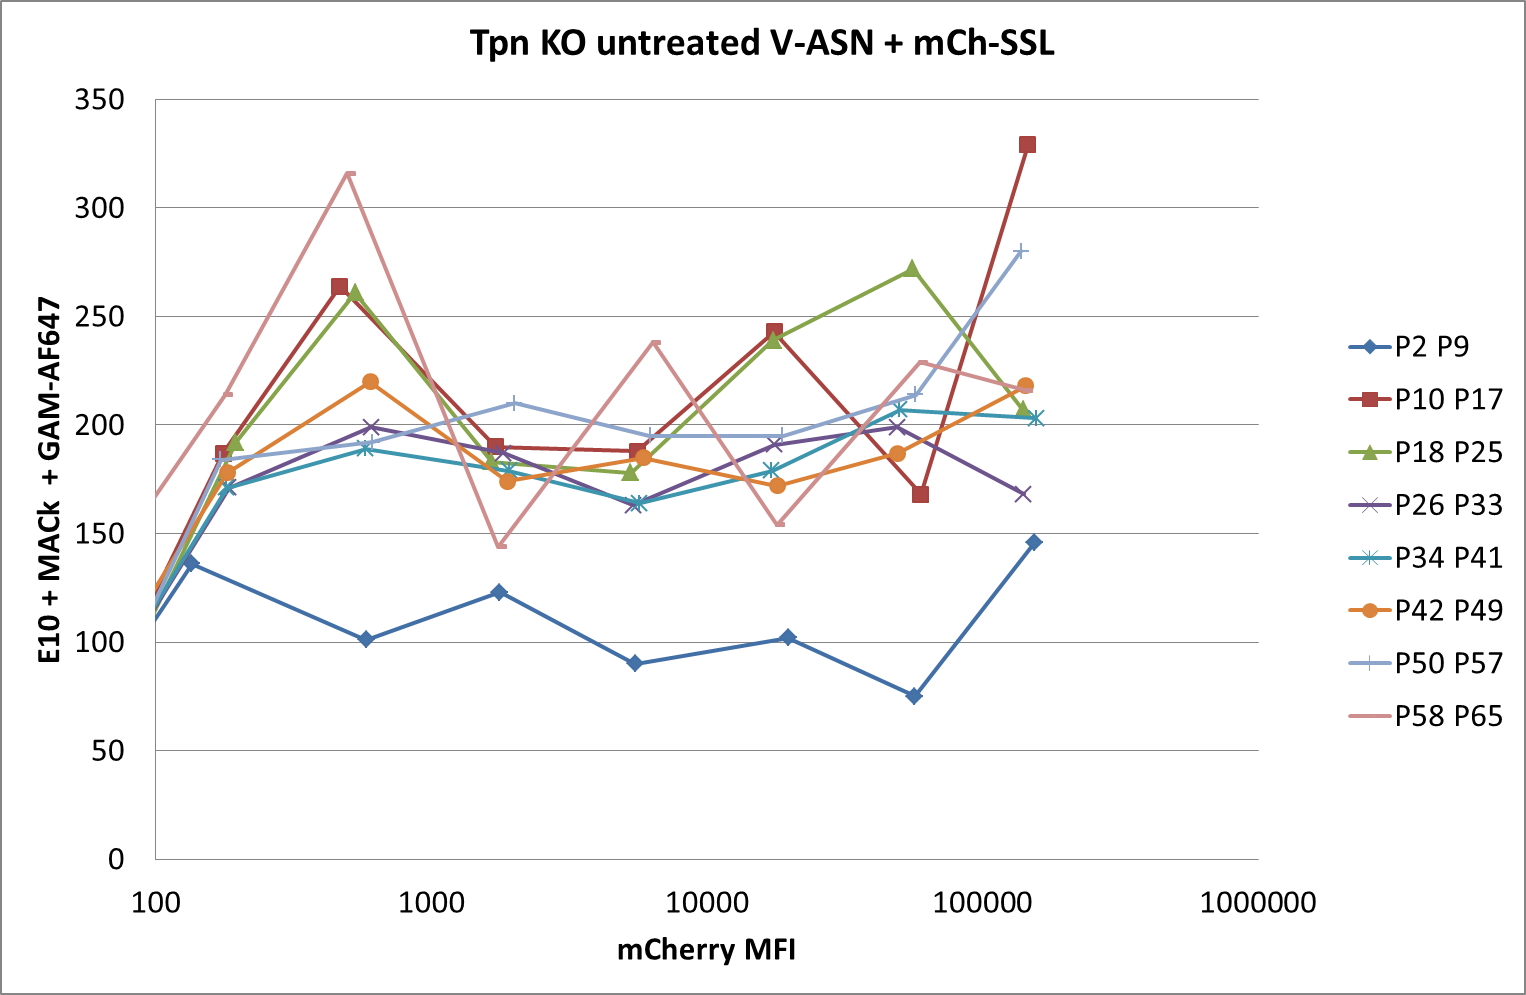 Tpn KO untreated V-ASN + mCh-SSL
350
300
250
200
150
100
50
0
E10 + MACk + GAM-AF647
100 1000 10000 100000 1000000
mCherry MFI
P2 P9
P10 P17
P18 P25
P26 P33
P34 P41
P42 P49
P50 P57
P58 P65